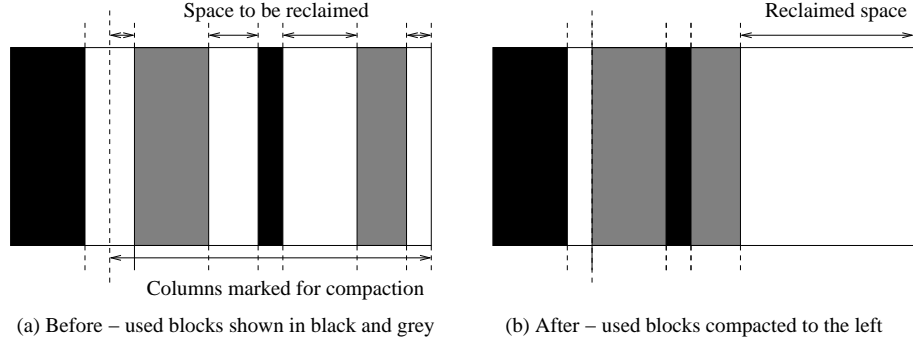 Space to be reclaimed
Reclaimed space
Columns marked for compaction
(a) Before – used blocks shown in black and grey
(b) After – used blocks compacted to the left